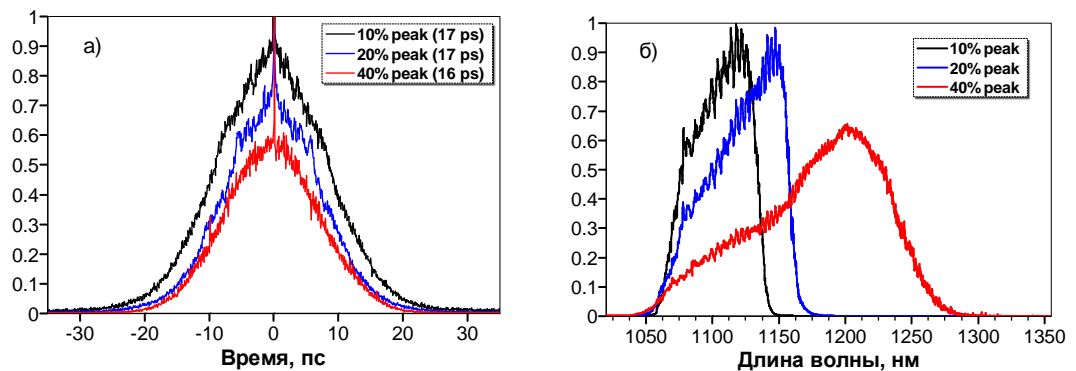 а)
10% peak (17 ps)
20% peak (17 ps)
40% peak (16 ps)
1
0.9
0.8
0.7
0.6
0.5
0.4
0.3
0.2
0.1
0
-30 -20 -10 0 10 20 30
Время, пс
б)
10% peak
20% peak
40% peak
1
0.9
0.8
0.7
0.6
0.5
0.4
0.3
0.2
0.1
0
1050 1100 1150 1200 1250 1300 1350
Длина волны, нм